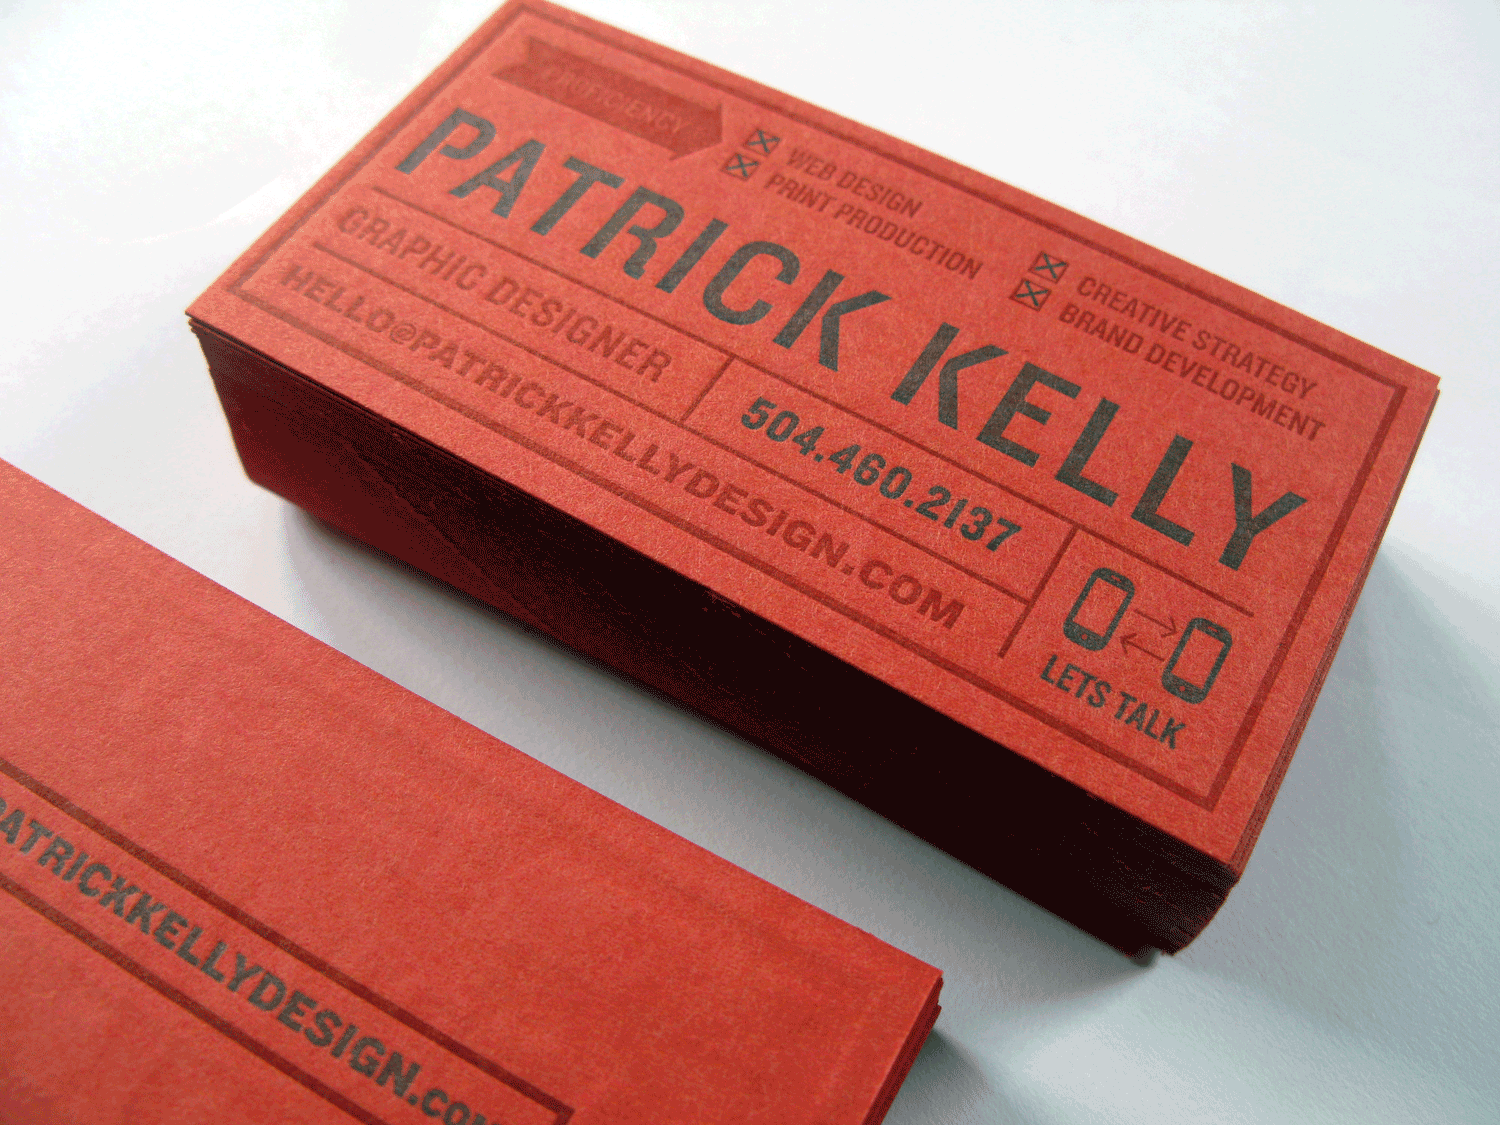 PROFICIENCY
WEB DESIGN
PRINT PRODUCTION
CREATIVE STRATEGY
BRAND DEVELOPMENT
PATRICK KELLY
GRAPHIC DESIGNER
504.460.2137
HELLO@PATRICKKELLYDESIGN.COM
LETS TALK
PATRICKKELLYDESIGN.COM